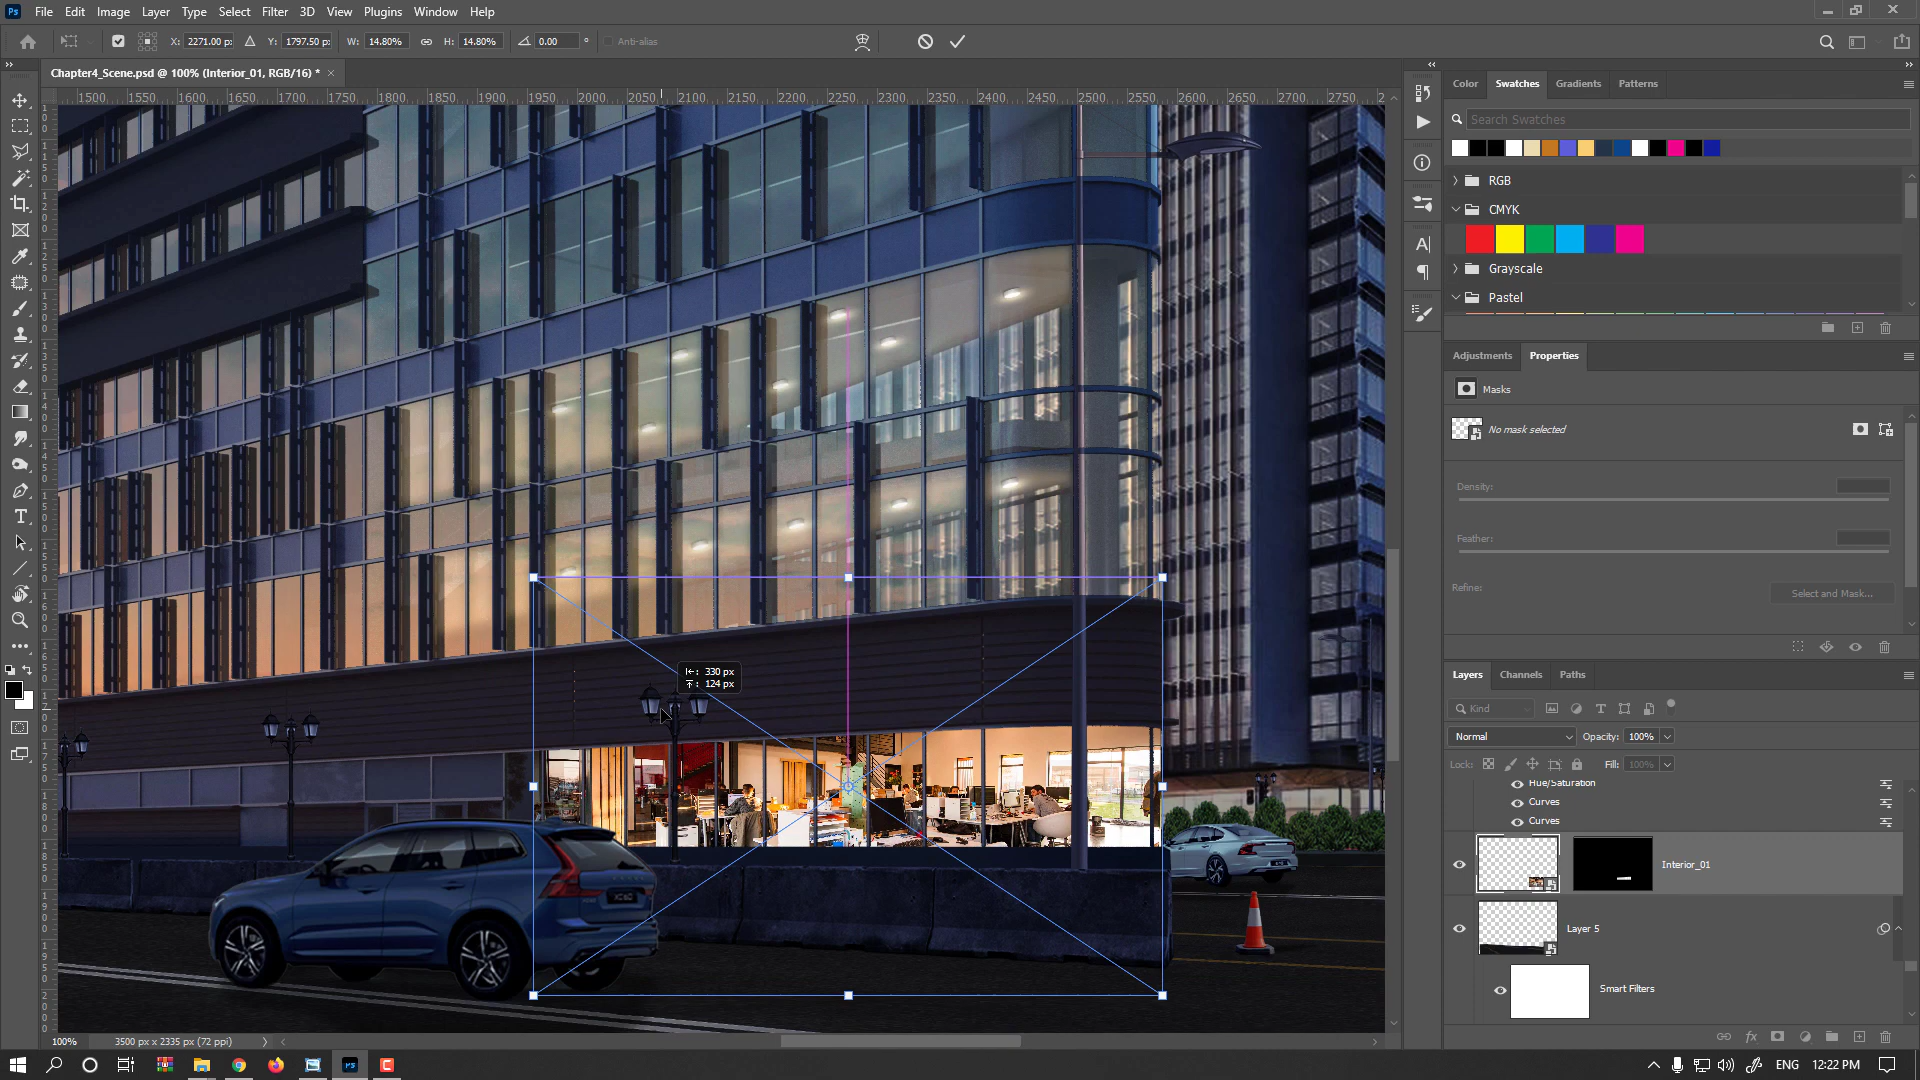 File Edit Image Layer Type Select Filter 3D View Plugins Window Help
X: 2271.00 p: Y: 1797.50 p: W: 14.80% H: 14.80% 0.00 ° Anti-alias
Chapter4_Scene.psd @ 100% (Interior_01, RGB/16) * ×
1500 1550 1600 1650 1700 1750 1800 1850 1900 1950 2000 2050 2100 2150 2200 2250 2300 2350 2400 2450 2500 2550 2600 2650 2700 2750
Color Swatches Gradients Patterns
Search Swatches
RGB
CMYK
Grayscale
Pastel
Adjustments Properties
Masks
No mask selected
Density:
Feather:
Refine:
Select and Mask...
330 px
124 px
Layers Channels Paths
Kind
Normal Opacity: 100%
Lock: Fill: 100%
Hue/Saturation
Curves
Curves
Interior_01
Layer 5
Smart Filters
100% 3500 px x 2335 px (72 ppi)
ENG 12:22 PM